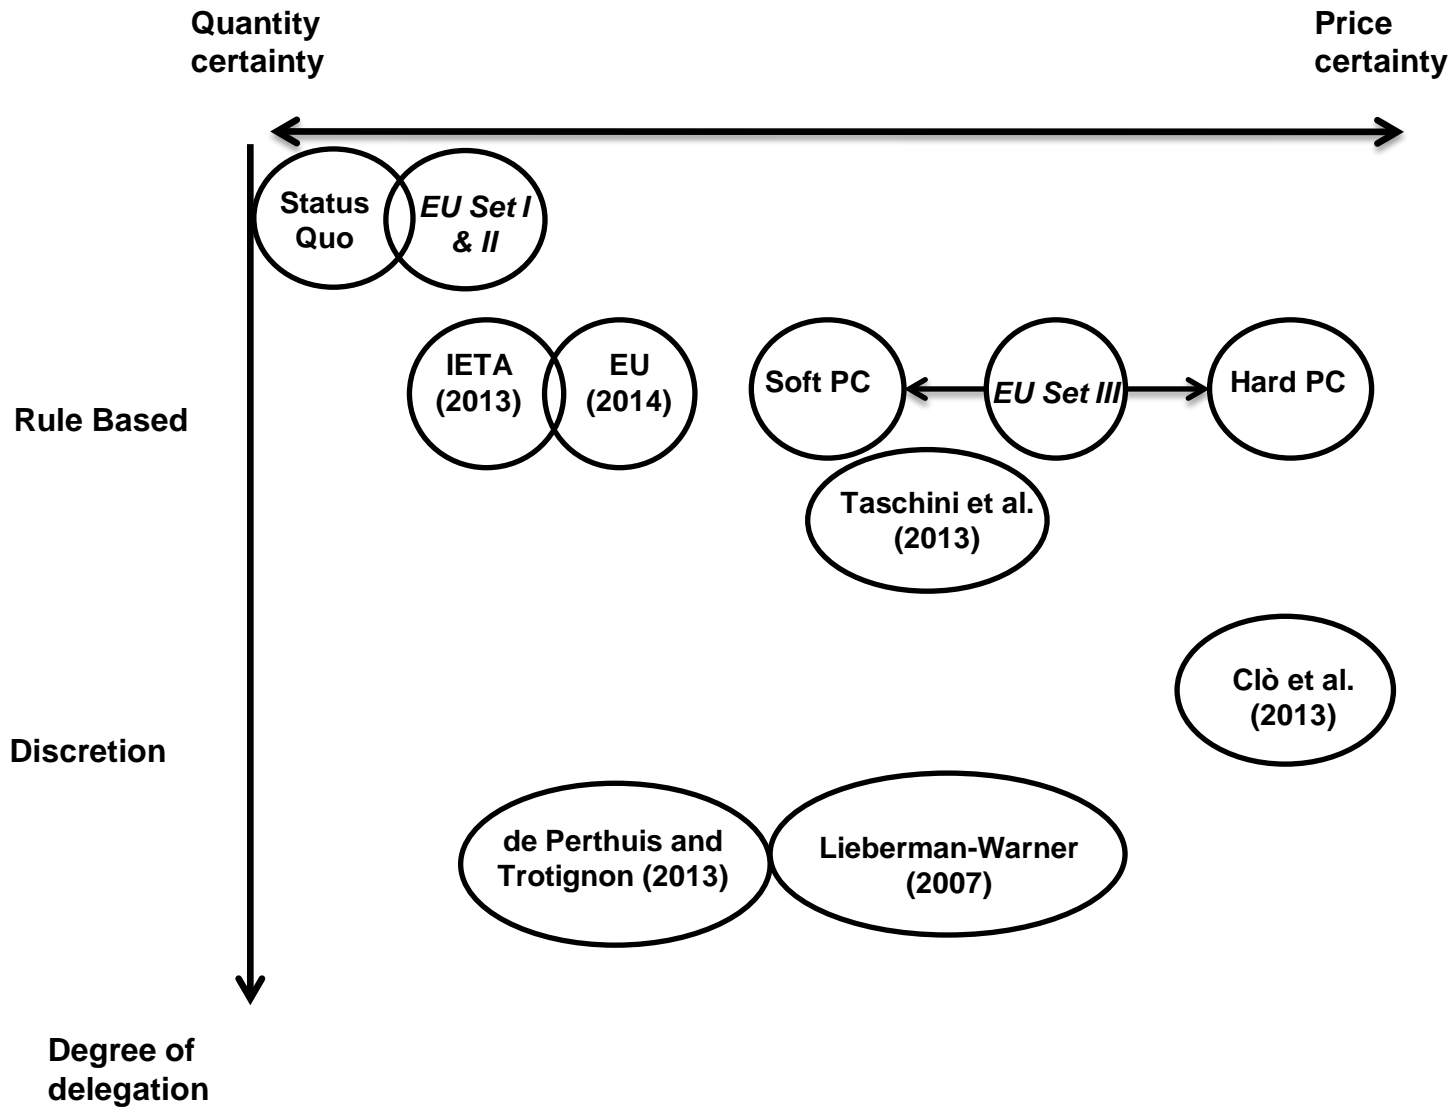 Quantity
certainty
Price
certainty
Status
Quo
EU Set I
& II
IETA
(2013)
EU
(2014)
Soft PC
EU Set III
Hard PC
Rule Based
Taschini et al.
(2013)
Clò et al.
(2013)
Discretion
de Perthuis and
Trotignon (2013)
Lieberman-Warner
(2007)
Degree of
delegation